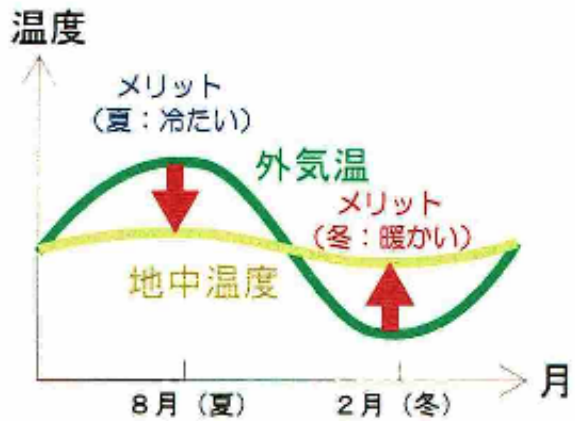 温度
メリット
（夏：冷たい）
外気温
メリット
（冬：暖かい）
地中温度
月
8月（夏）
2月（冬）